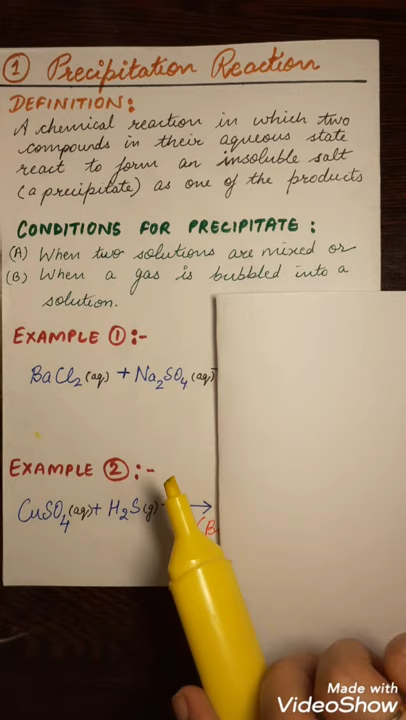 ① Precipitation Reaction
DEFINITION:
A chemical reaction in which two
compounds in their aqueous state
react to form an insoluble salt
(a precipitate) as one of the products
CONDITIONS FOR PRECIPITATE:
(A) When two solutions are mixed or
(B) When a gas is bubbled into a
solution.
EXAMPLE ①:-
BaCl₂(aq) + Na₂SO₄(aq)
EXAMPLE ②:-
CuSO₄(aq) + H₂S(g) →
(B
Made with
VideoShow